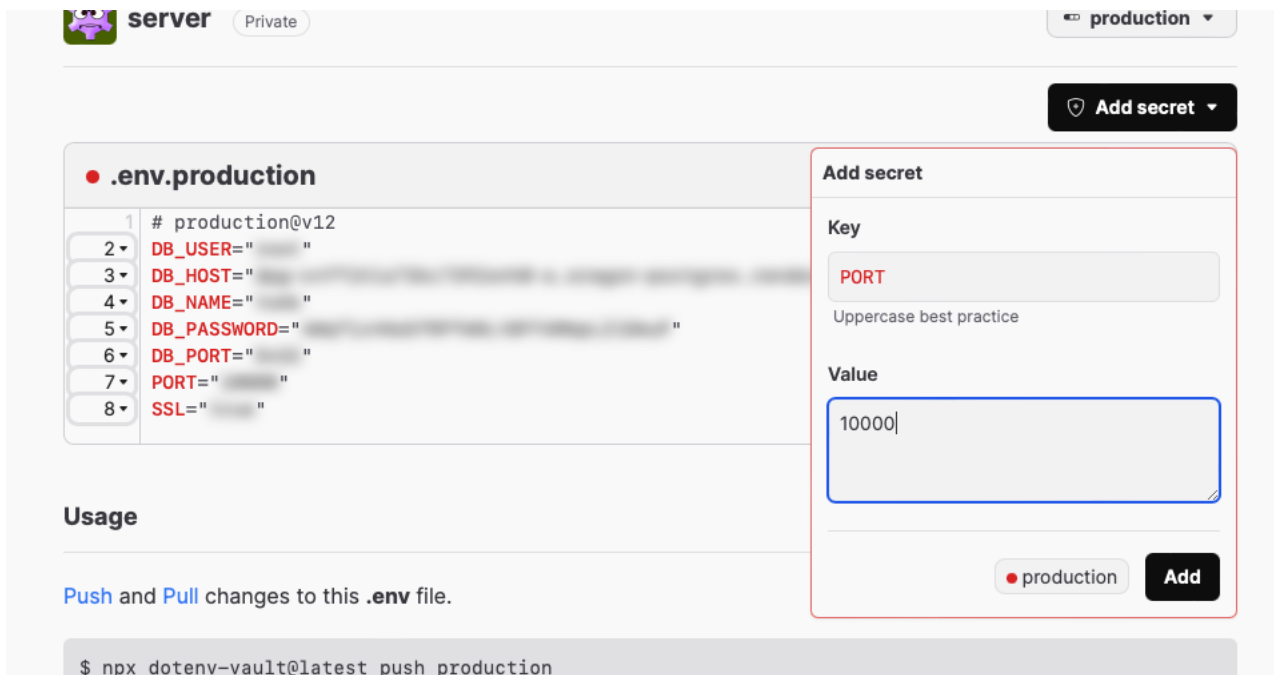 server Private
production
Add secret
.env.production
1 # production@v12
2 DB_USER=" "
3 DB_HOST="
4 DB_NAME=" "
5 DB_PASSWORD=" "
6 DB_PORT=" "
7 PORT=" "
8 SSL=" "
Add secret
Key
PORT
Uppercase best practice
Value
10000
production Add
Usage
Push and Pull changes to this .env file.
$ npx dotenv-vault@latest push production